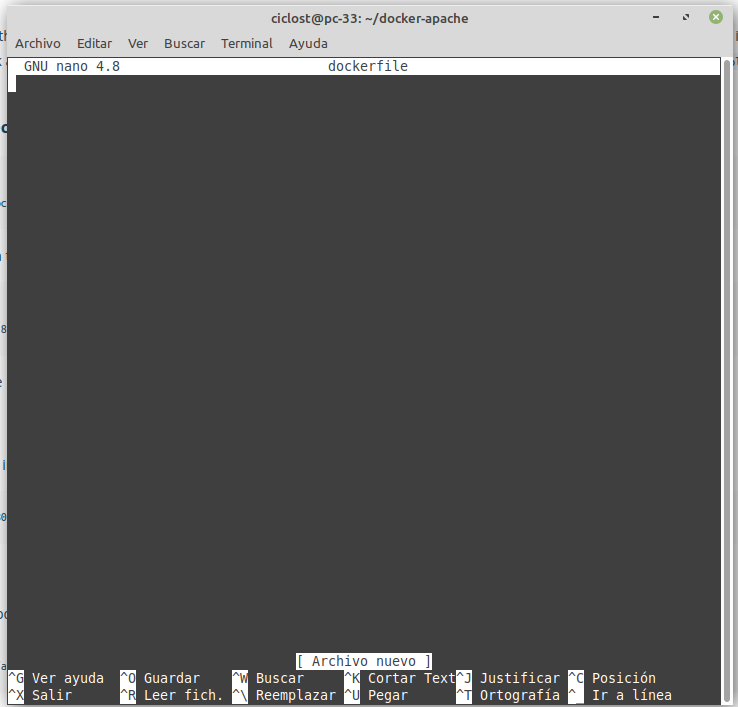 ciclost@pc-33: ~/docker-apache
Archivo Editar Ver Buscar Terminal Ayuda
GNU nano 4.8 dockerfile
[ Archivo nuevo ]
^G Ver ayuda ^O Guardar ^W Buscar ^K Cortar Text ^J Justificar ^C Posición
^X Salir ^R Leer fich. ^\ Reemplazar ^U Pegar ^T Ortografía ^_ Ir a línea